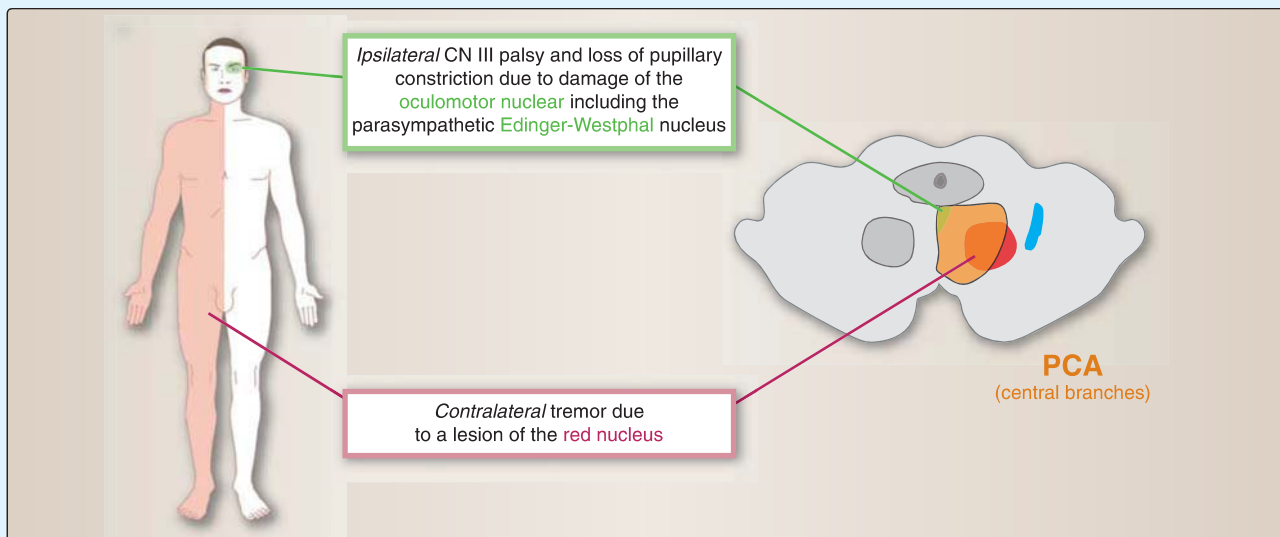 Ipsilateral CN III palsy and loss of pupillary
constriction due to damage of the
oculomotor nuclear including the
parasympathetic Edinger-Westphal nucleus
PCA
(central branches)
Contralateral tremor due
to a lesion of the red nucleus